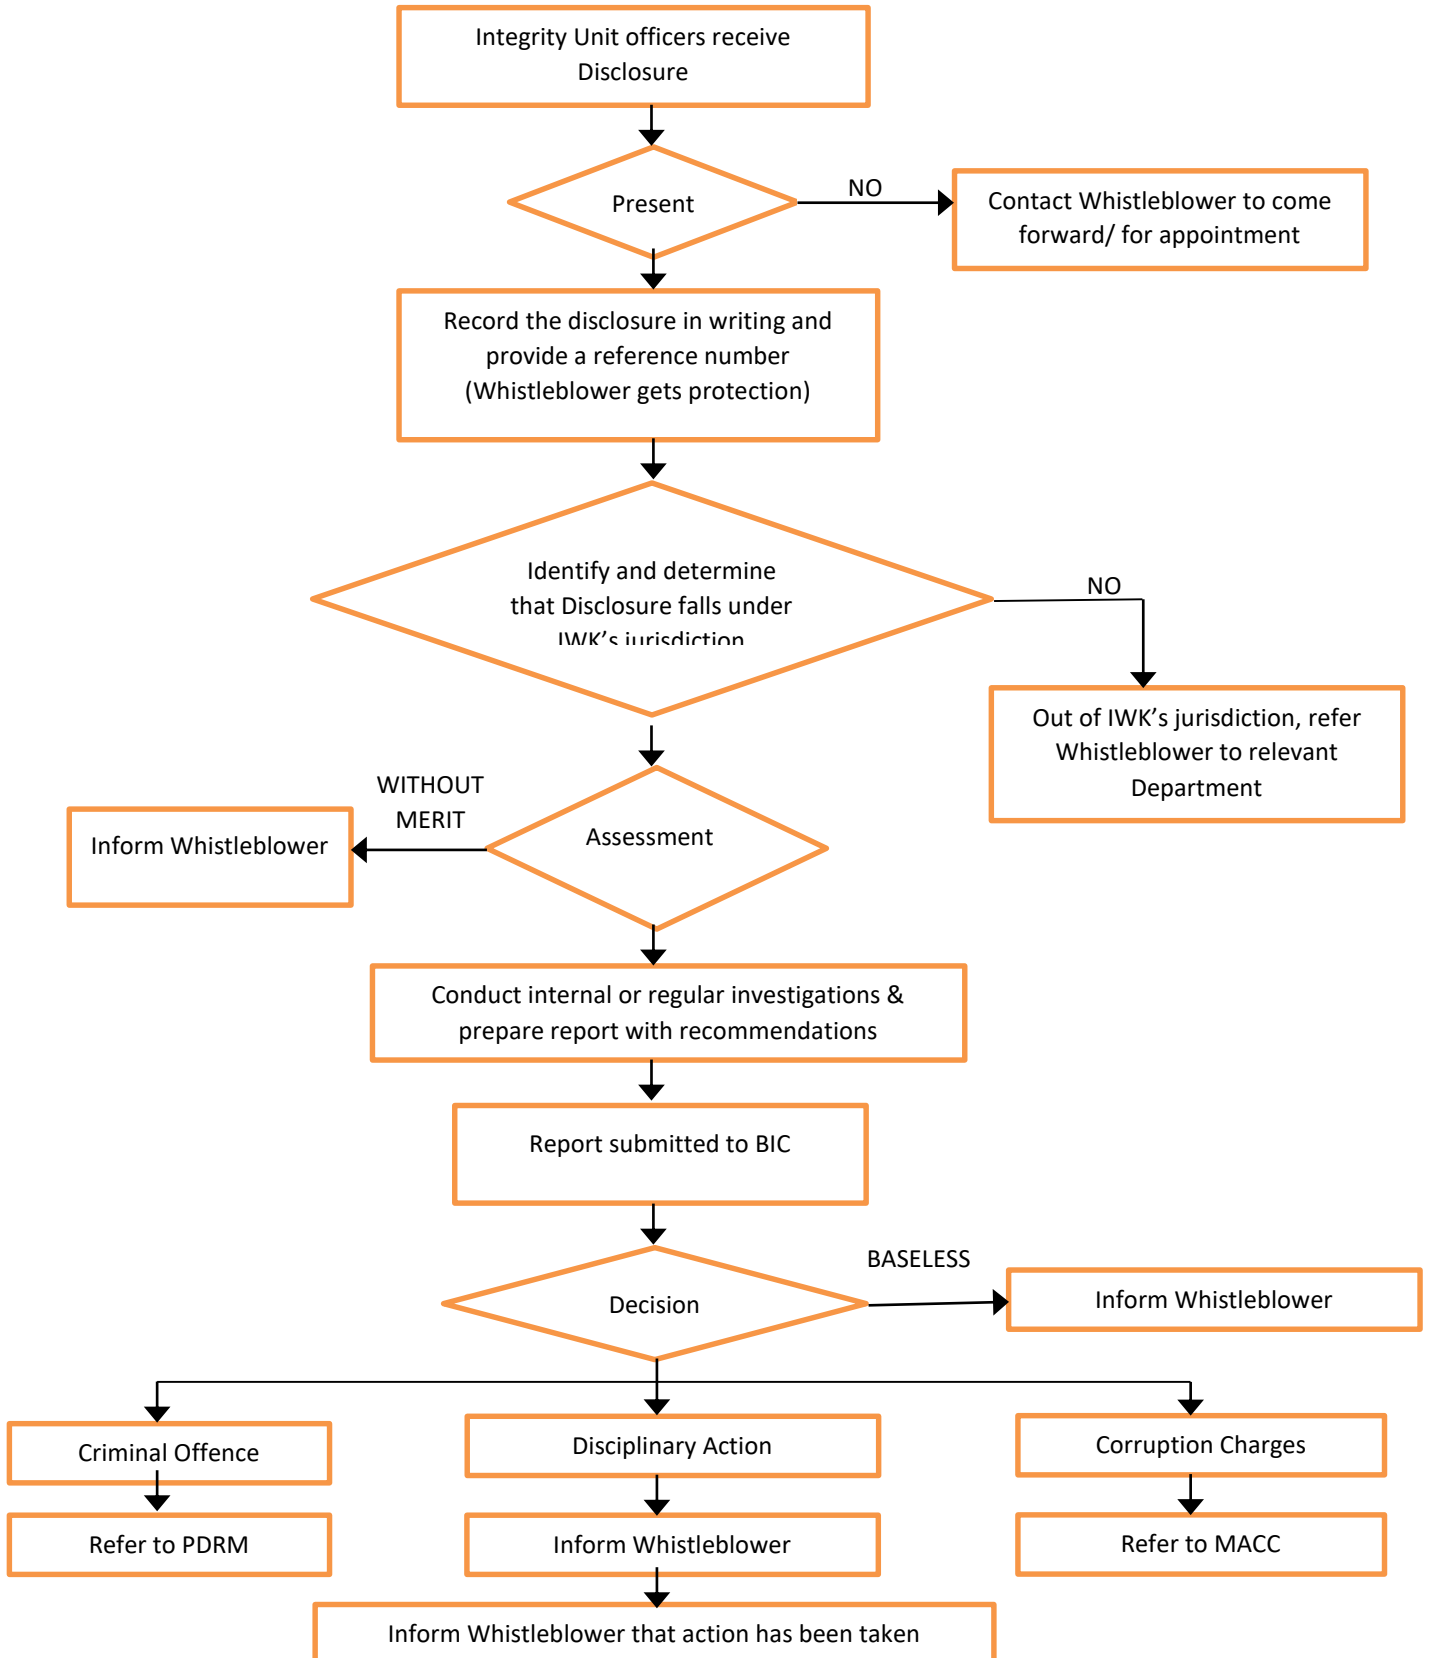 Integrity Unit officers receive
Disclosure
Present
NO
Contact Whistleblower to come
forward/ for appointment
Record the disclosure in writing and
provide a reference number
(Whistleblower gets protection)
Identify and determine
that Disclosure falls under
IWK’s jurisdiction
NO
Out of IWK’s jurisdiction, refer
Whistleblower to relevant
Department
WITHOUT
MERIT
Assessment
Inform Whistleblower
Conduct internal or regular investigations &
prepare report with recommendations
Report submitted to BIC
Decision
BASELESS
Inform Whistleblower
Criminal Offence
Disciplinary Action
Corruption Charges
Refer to PDRM
Inform Whistleblower
Refer to MACC
Inform Whistleblower that action has been taken